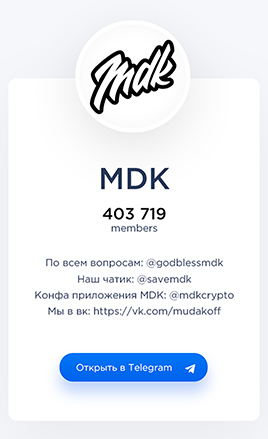 Mdk
MDK
403 719
members
По всем вопросам: @godblessmdk
Наш чатик: @savemdk
Конфа приложения MDK: @mdkcrypto
Мы в вк: https://vk.com/mudakoff
Открыть в Telegram